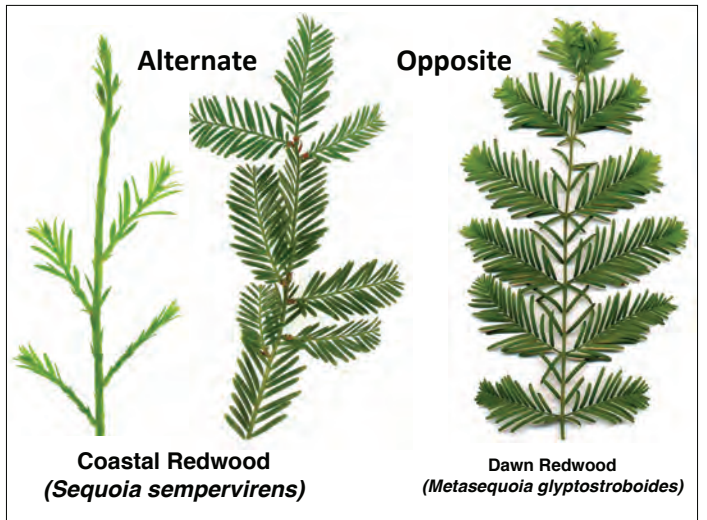 Alternate
Opposite
Coastal Redwood
(Sequoia sempervirens)
Dawn Redwood
(Metasequoia glyptostroboides)